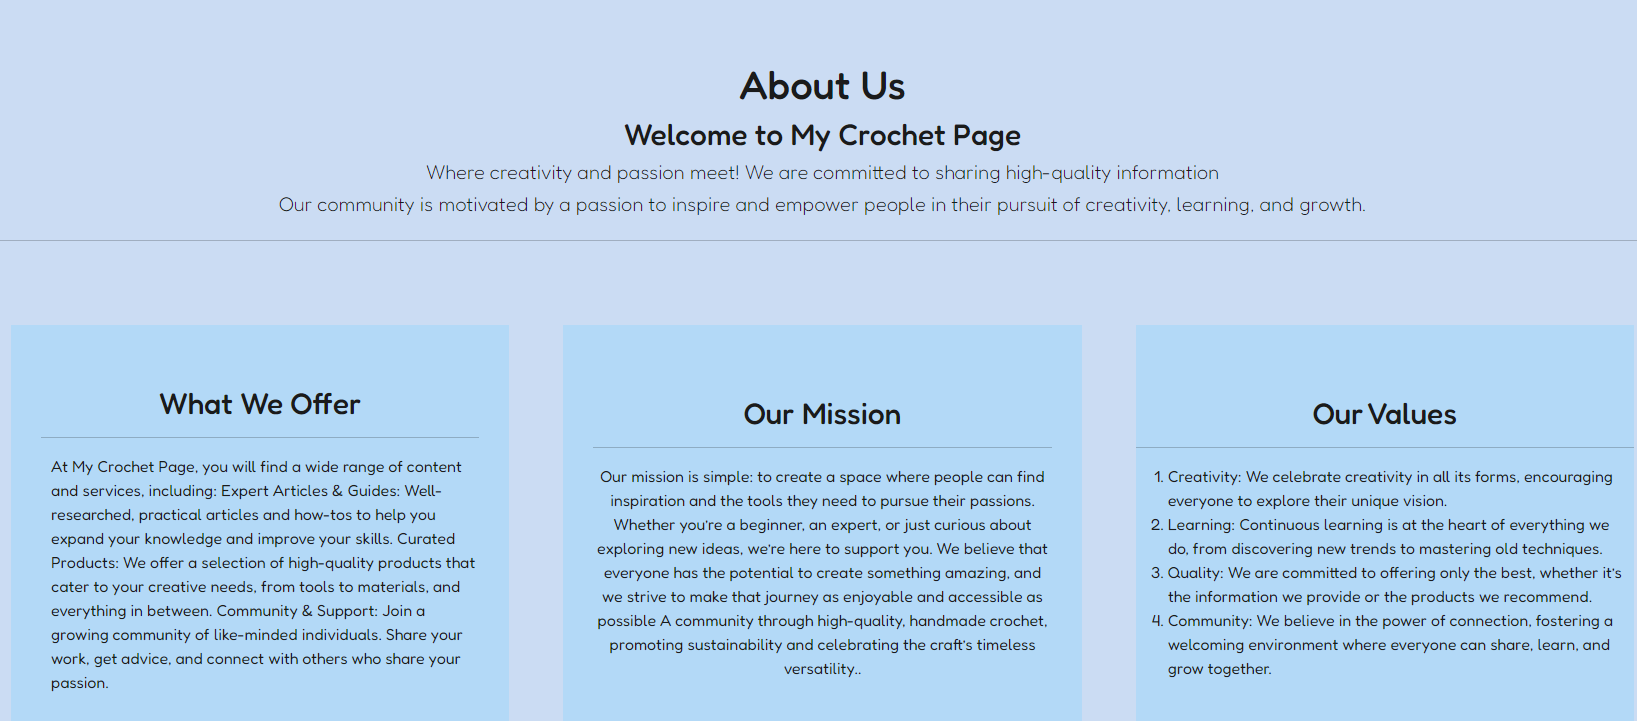 About Us
Welcome to My Crochet Page
Where creativity and passion meet! We are committed to sharing high-quality information
Our community is motivated by a passion to inspire and empower people in their pursuit of creativity, learning, and growth.
What We Offer
At My Crochet Page, you will find a wide range of content
and services, including: Expert Articles & Guides: Well-
researched, practical articles and how-tos to help you
expand your knowledge and improve your skills. Curated
Products: We offer a selection of high-quality products that
cater to your creative needs, from tools to materials, and
everything in between. Community & Support: Join a
growing community of like-minded individuals. Share your
work, get advice, and connect with others who share your
passion.
Our Mission
Our mission is simple: to create a space where people can find
inspiration and the tools they need to pursue their passions.
Whether you're a beginner, an expert, or just curious about
exploring new ideas, we're here to support you. We believe that
everyone has the potential to create something amazing, and
we strive to make that journey as enjoyable and accessible as
possible A community through high-quality, handmade crochet,
promoting sustainability and celebrating the craft's timeless
versatility..
Our Values
1. Creativity: We celebrate creativity in all its forms, encouraging
everyone to explore their unique vision.
2. Learning: Continuous learning is at the heart of everything we
do, from discovering new trends to mastering old techniques.
3. Quality: We are committed to offering only the best, whether it's
the information we provide or the products we recommend.
4. Community: We believe in the power of connection, fostering a
welcoming environment where everyone can share, learn, and
grow together.